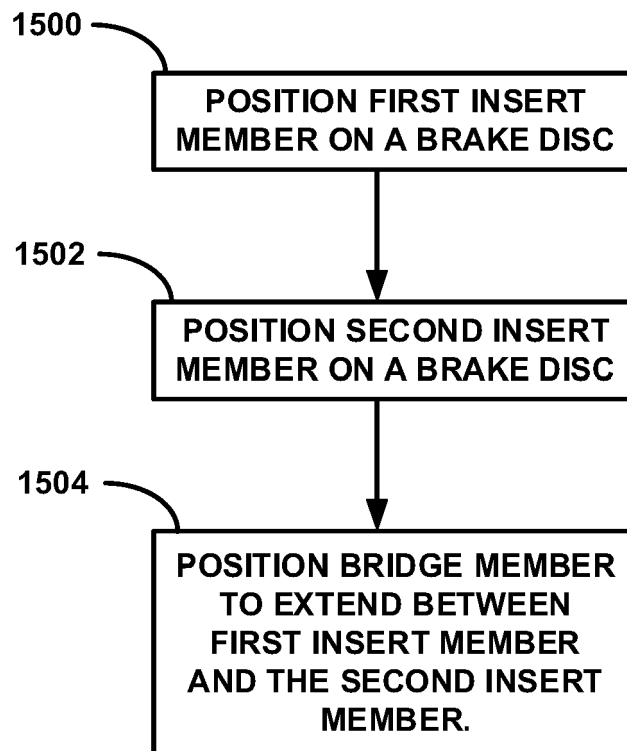 1500
POSITION FIRST INSERT
MEMBER ON A BRAKE DISC
1502
POSITION SECOND INSERT
MEMBER ON A BRAKE DISC
1504
POSITION BRIDGE MEMBER
TO EXTEND BETWEEN
FIRST INSERT MEMBER
AND THE SECOND INSERT
MEMBER.